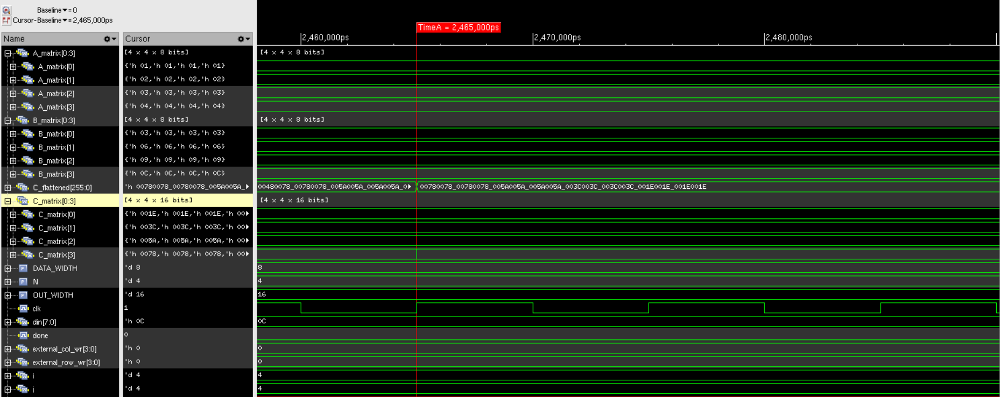 Baseline▼= 0
Cursor-Baseline▼= 2,465,000ps
TimeA = 2,465,000ps
2,460,000ps 2,470,000ps 2,480,000ps
Name Cursor
A_matrix[0:3] [4 × 4 × 8 bits] [4 × 4 × 8 bits]
A_matrix[0] {'h 01,'h 01,'h 01,'h 01}
A_matrix[1] {'h 02,'h 02,'h 02,'h 02}
A_matrix[2] {'h 03,'h 03,'h 03,'h 03}
A_matrix[3] {'h 04,'h 04,'h 04,'h 04}
B_matrix[0:3] [4 × 4 × 8 bits] [4 × 4 × 8 bits]
B_matrix[0] {'h 03,'h 03,'h 03,'h 03}
B_matrix[1] {'h 06,'h 06,'h 06,'h 06}
B_matrix[2] {'h 09,'h 09,'h 09,'h 09}
B_matrix[3] {'h 0C,'h 0C,'h 0C,'h 0C}
C_flattened[255:0] 'h 00780078_00780078_005A005A_ 00480078_00780078_005A005A_005A005A_0 00780078_00780078_005A005A_005A005A_003C003C_003C003C_001E001E_001E001E
C_matrix[0:3] [4 × 4 × 16 bits] [4 × 4 × 16 bits]
C_matrix[0] {'h 001E,'h 001E,'h 001E,'h 00
C_matrix[1] {'h 003C,'h 003C,'h 003C,'h 00
C_matrix[2] {'h 005A,'h 005A,'h 005A,'h 00
C_matrix[3] {'h 0078,'h 0078,'h 0078,'h 00
P DATA_WIDTH 'd 8 8
P N 'd 4 4
P OUT_WIDTH 'd 16 16
clk 1
din[7:0] 'h 0C 0C
done 0
external_col_wr[3:0] 'h 0 0
external_row_wr[3:0] 'h 0 0
i 'd 4 4
j 'd 4 4